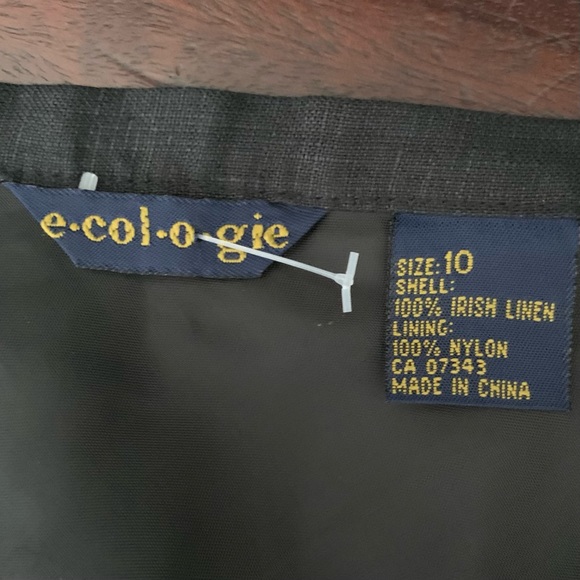 e·col·o·gie
SIZE: 10
SHELL:
100% IRISH LINEN
LINING:
100% NYLON
CA 07343
MADE IN CHINA